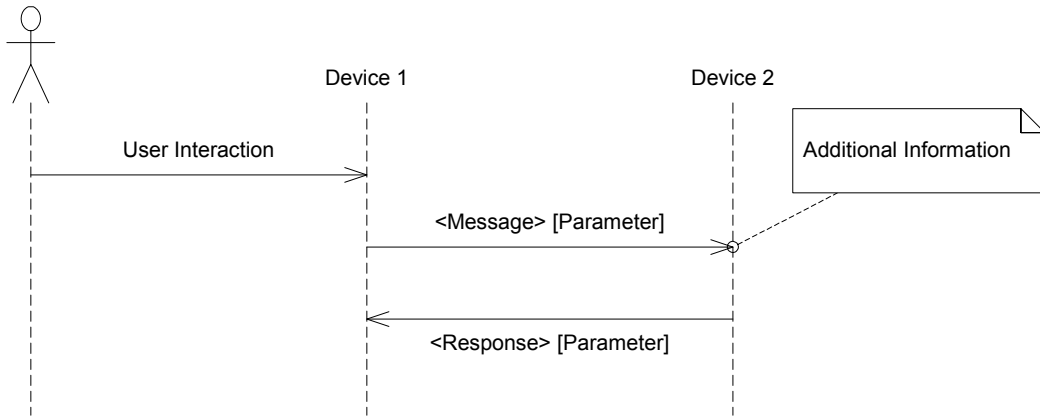 Device 1
Device 2
User Interaction
Additional Information
<Message> [Parameter]
<Response> [Parameter]